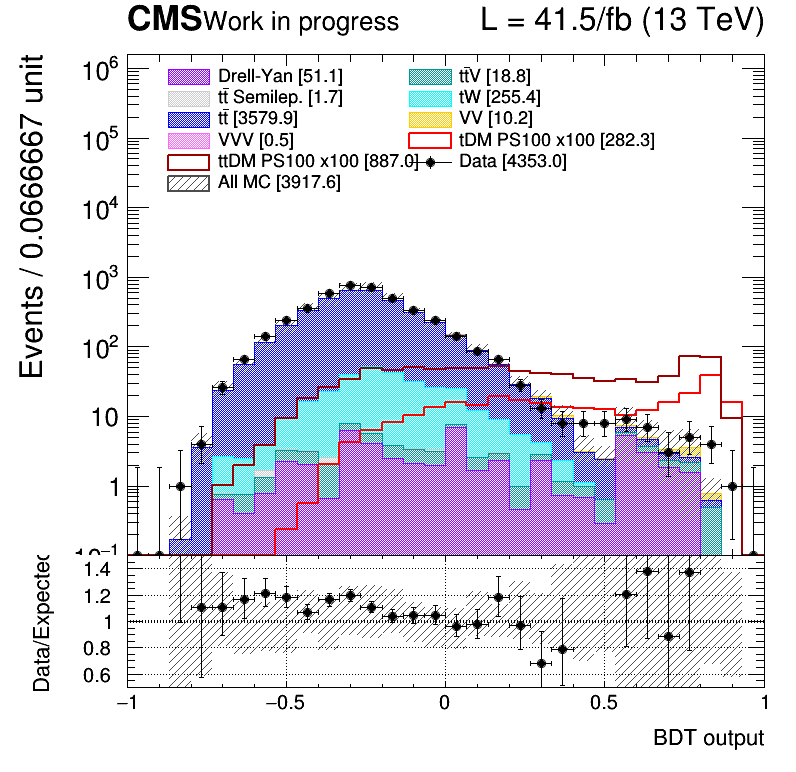 CMS Work in progress L = 41.5/fb (13 TeV)
Events / 0.0666667 unit
10⁶
10⁵
10⁴
10³
10²
10
1
10⁻¹
Drell-Yan [51.1]
tt̄V [18.8]
tt̄ Semilep. [1.7]
tW [255.4]
tt̄ [3579.9]
VV [10.2]
VVV [0.5]
tDM PS100 x100 [282.3]
ttDM PS100 x100 [887.0]
Data [4353.0]
All MC [3917.6]
Data/Expected
1.4
1.2
1
0.8
0.6
−1 −0.5 0 0.5 1
BDT output